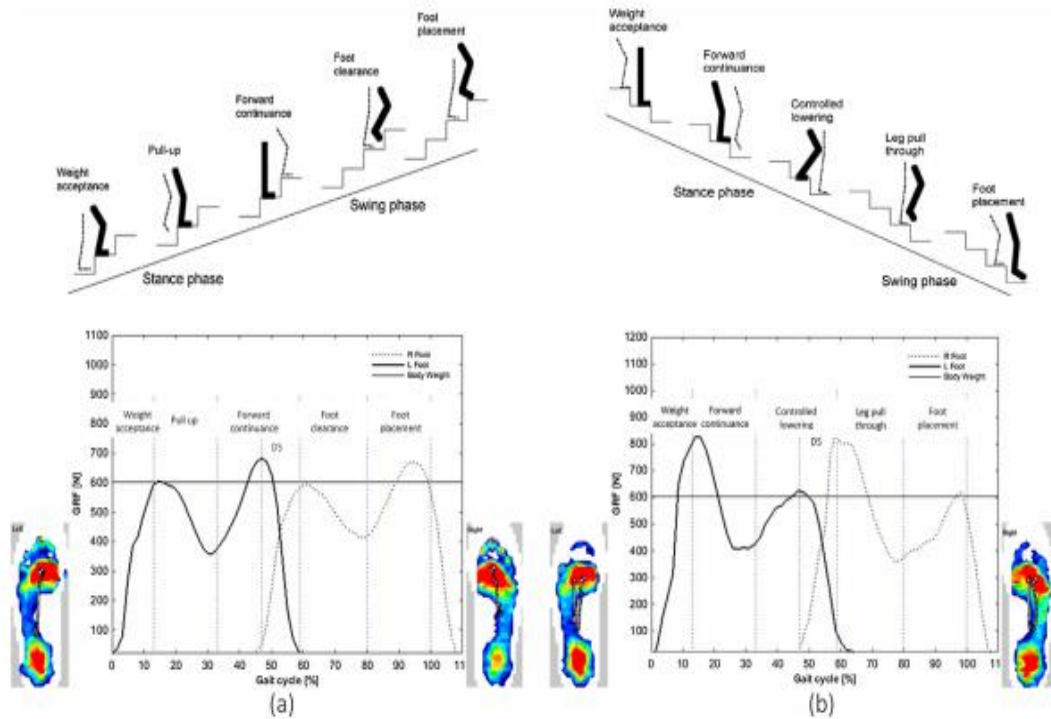 Foot
placement
Foot
clearance
Forward
continuance
Pull-up
Weight
acceptance
Swing phase
Stance phase
Weight
acceptance
Forward
continuance
Controlled
lowering
Leg pull
through
Foot
placement
Stance phase
Swing phase
1100
1000
900
800
700
600
500
400
300
200
100
GRF [N]
R Foot
L Foot
Body Weight
Weight
acceptance
Pull up
Forward
continuance
DS
Foot
clearance
Foot
placement
0 10 20 30 40 50 60 70 80 90 100 11
Gait cycle [%]
Left
Right
(a)
1200
1100
1000
900
800
700
600
500
400
300
200
100
GRF [N]
R Foot
L Foot
Body Weight
Weight
acceptance
Forward
continuance
Controlled
lowering
DS
Leg pull
through
Foot
placement
0 10 20 30 40 50 60 70 80 90 100 11
Gait cycle [%]
Left
Right
(b)